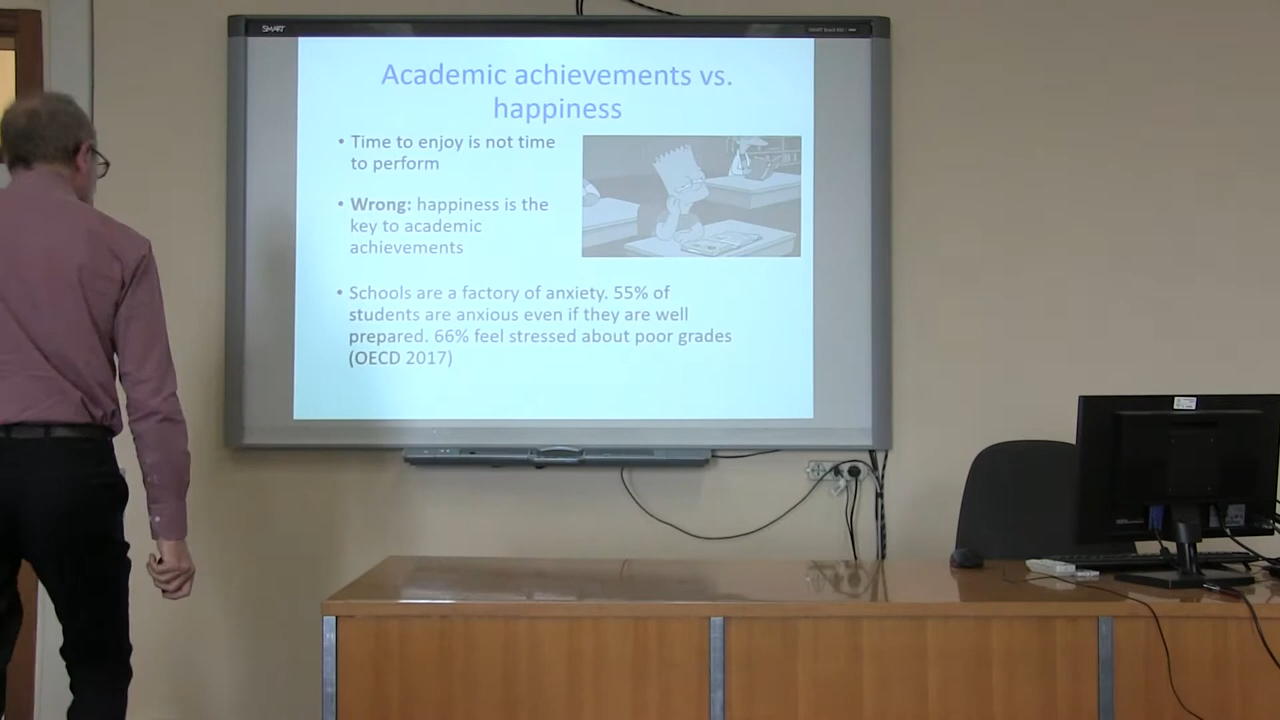 SMART
Academic achievements vs.
happiness
• Time to enjoy is not time
to perform
• Wrong: happiness is the
key to academic
achievements
• Schools are a factory of anxiety. 55% of
students are anxious even if they are well
prepared. 66% feel stressed about poor grades
(OECD 2017)